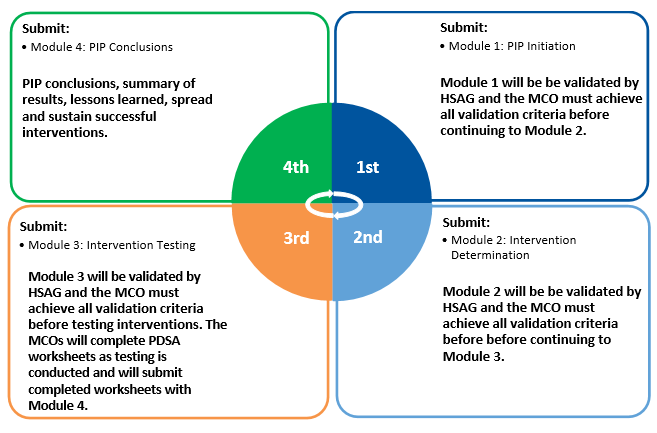 Submit:
• Module 4: PIP Conclusions
PIP conclusions, summary of
results, lessons learned, spread
and sustain successful
interventions.
Submit:
• Module 1: PIP Initiation
Module 1 will be be validated by
HSAG and the MCO must achieve
all validation criteria before
continuing to Module 2.
4th
1st
3rd
2nd
Submit:
• Module 3: Intervention Testing
Module 3 will be validated by
HSAG and the MCO must
achieve all validation criteria
before testing interventions. The
MCOs will complete PDSA
worksheets as testing is
conducted and will submit
completed worksheets with
Module 4.
Submit:
• Module 2: Intervention
Determination
Module 2 will be be validated by
HSAG and the MCO must
achieve all validation criteria
before before continuing to
Module 3.